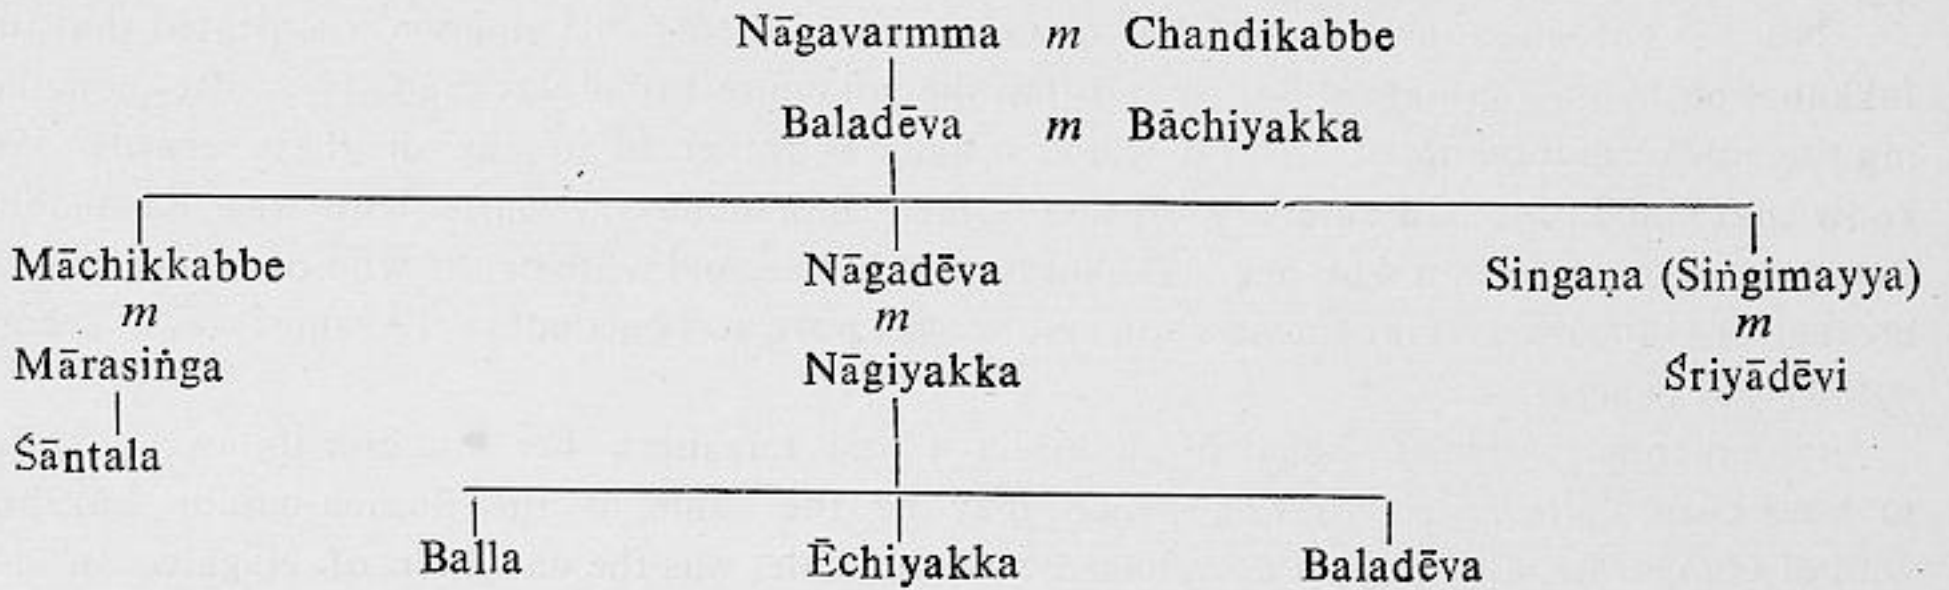 Nāgavarmma m Chandikabbe
Baladēva m Bāchiyakka
Māchikkabbe Nāgadēva Singaṇa (Siṅgimayya)
m m m
Mārasiṅga Nāgiyakka Śriyādēvi
Śāntala
Balla Ēchiyakka Baladēva